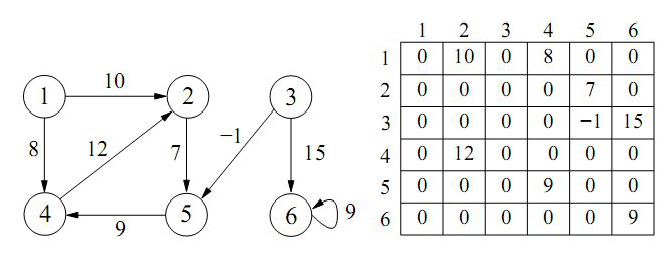 1 2 3 4 5 6
1 0 10 0 8 0 0
10
1 2 3
2 0 0 0 0 7 0
3 0 0 0 0 −1 15
8 12 7 −1 15
4 0 12 0 0 0 0
5 0 0 0 9 0 0
4 5 6 9
9
6 0 0 0 0 0 9